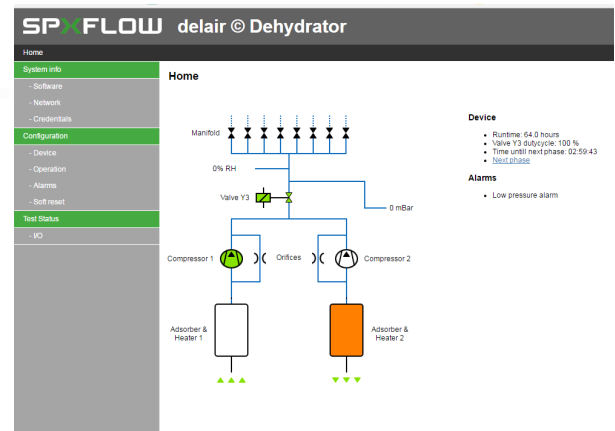 SPXFLOW delair © Dehydrator
Home
System info
- Software
- Network
- Credentials
Configuration
- Device
- Operation
- Alarms
- Soft reset
Test Status
- I/O
Home
Manifold
0% RH
Valve Y3
0 mBar
Compressor 1
Orifices
Compressor 2
Adsorber &
Heater 1
Adsorber &
Heater 2
Device
Runtime: 64.0 hours
Valve Y3 dutycycle: 100 %
Time untill next phase: 02:59:43
Next phase
Alarms
Low pressure alarm